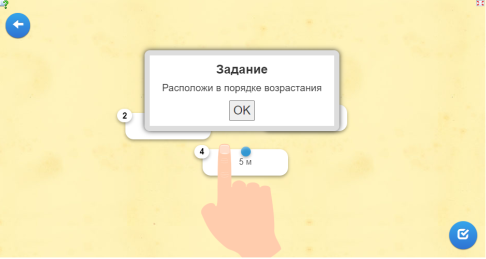 Задание
Расположи в порядке возрастания
OK
2
4
5 м